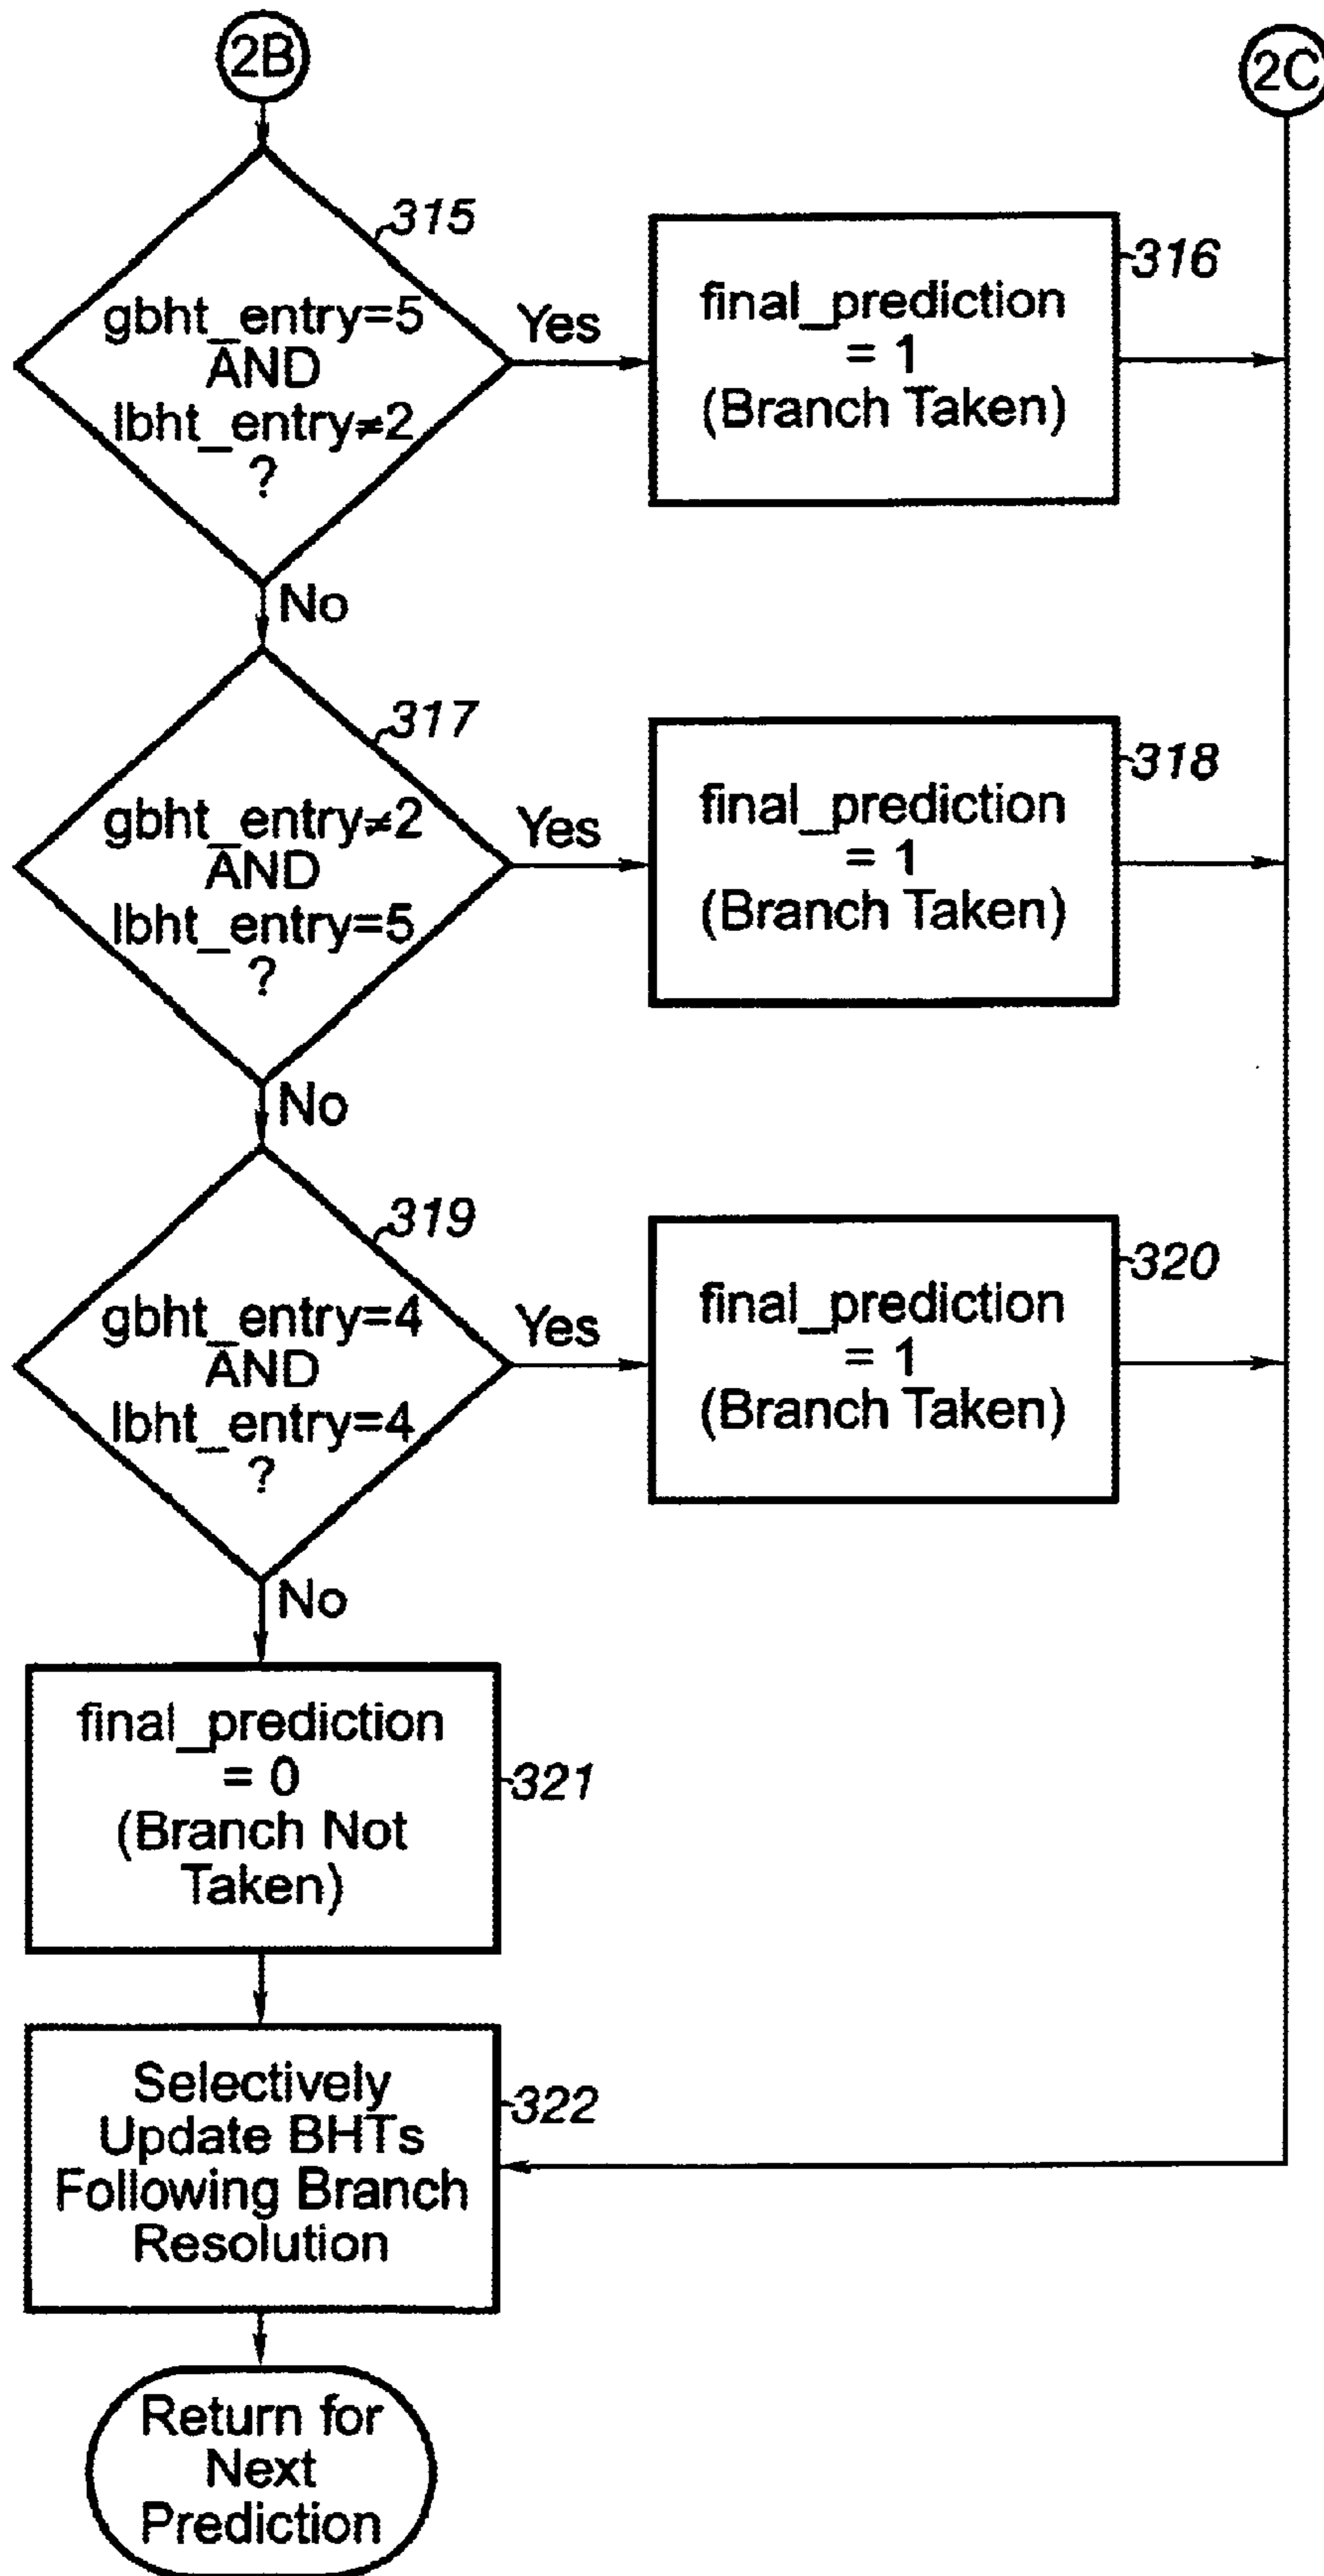 2B
2C
315
gbht_entry=5
AND
lbht_entry≠2
?
Yes
316
final_prediction
= 1
(Branch Taken)
No
317
gbht_entry≠2
AND
lbht_entry=5
?
Yes
318
final_prediction
= 1
(Branch Taken)
No
319
gbht_entry=4
AND
lbht_entry=4
?
Yes
320
final_prediction
= 1
(Branch Taken)
No
final_prediction
= 0
(Branch Not
Taken)
321
Selectively
Update BHTs
Following Branch
Resolution
322
Return for
Next
Prediction